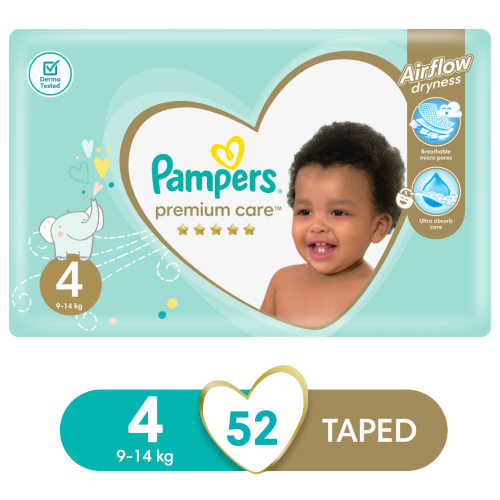 Derma
Tested
Airflow
dryness
Breathable
micro pores
Ultra absorb
core
Pampers®
premium care™
4
9-14 kg
4
9-14 kg
52
TAPED